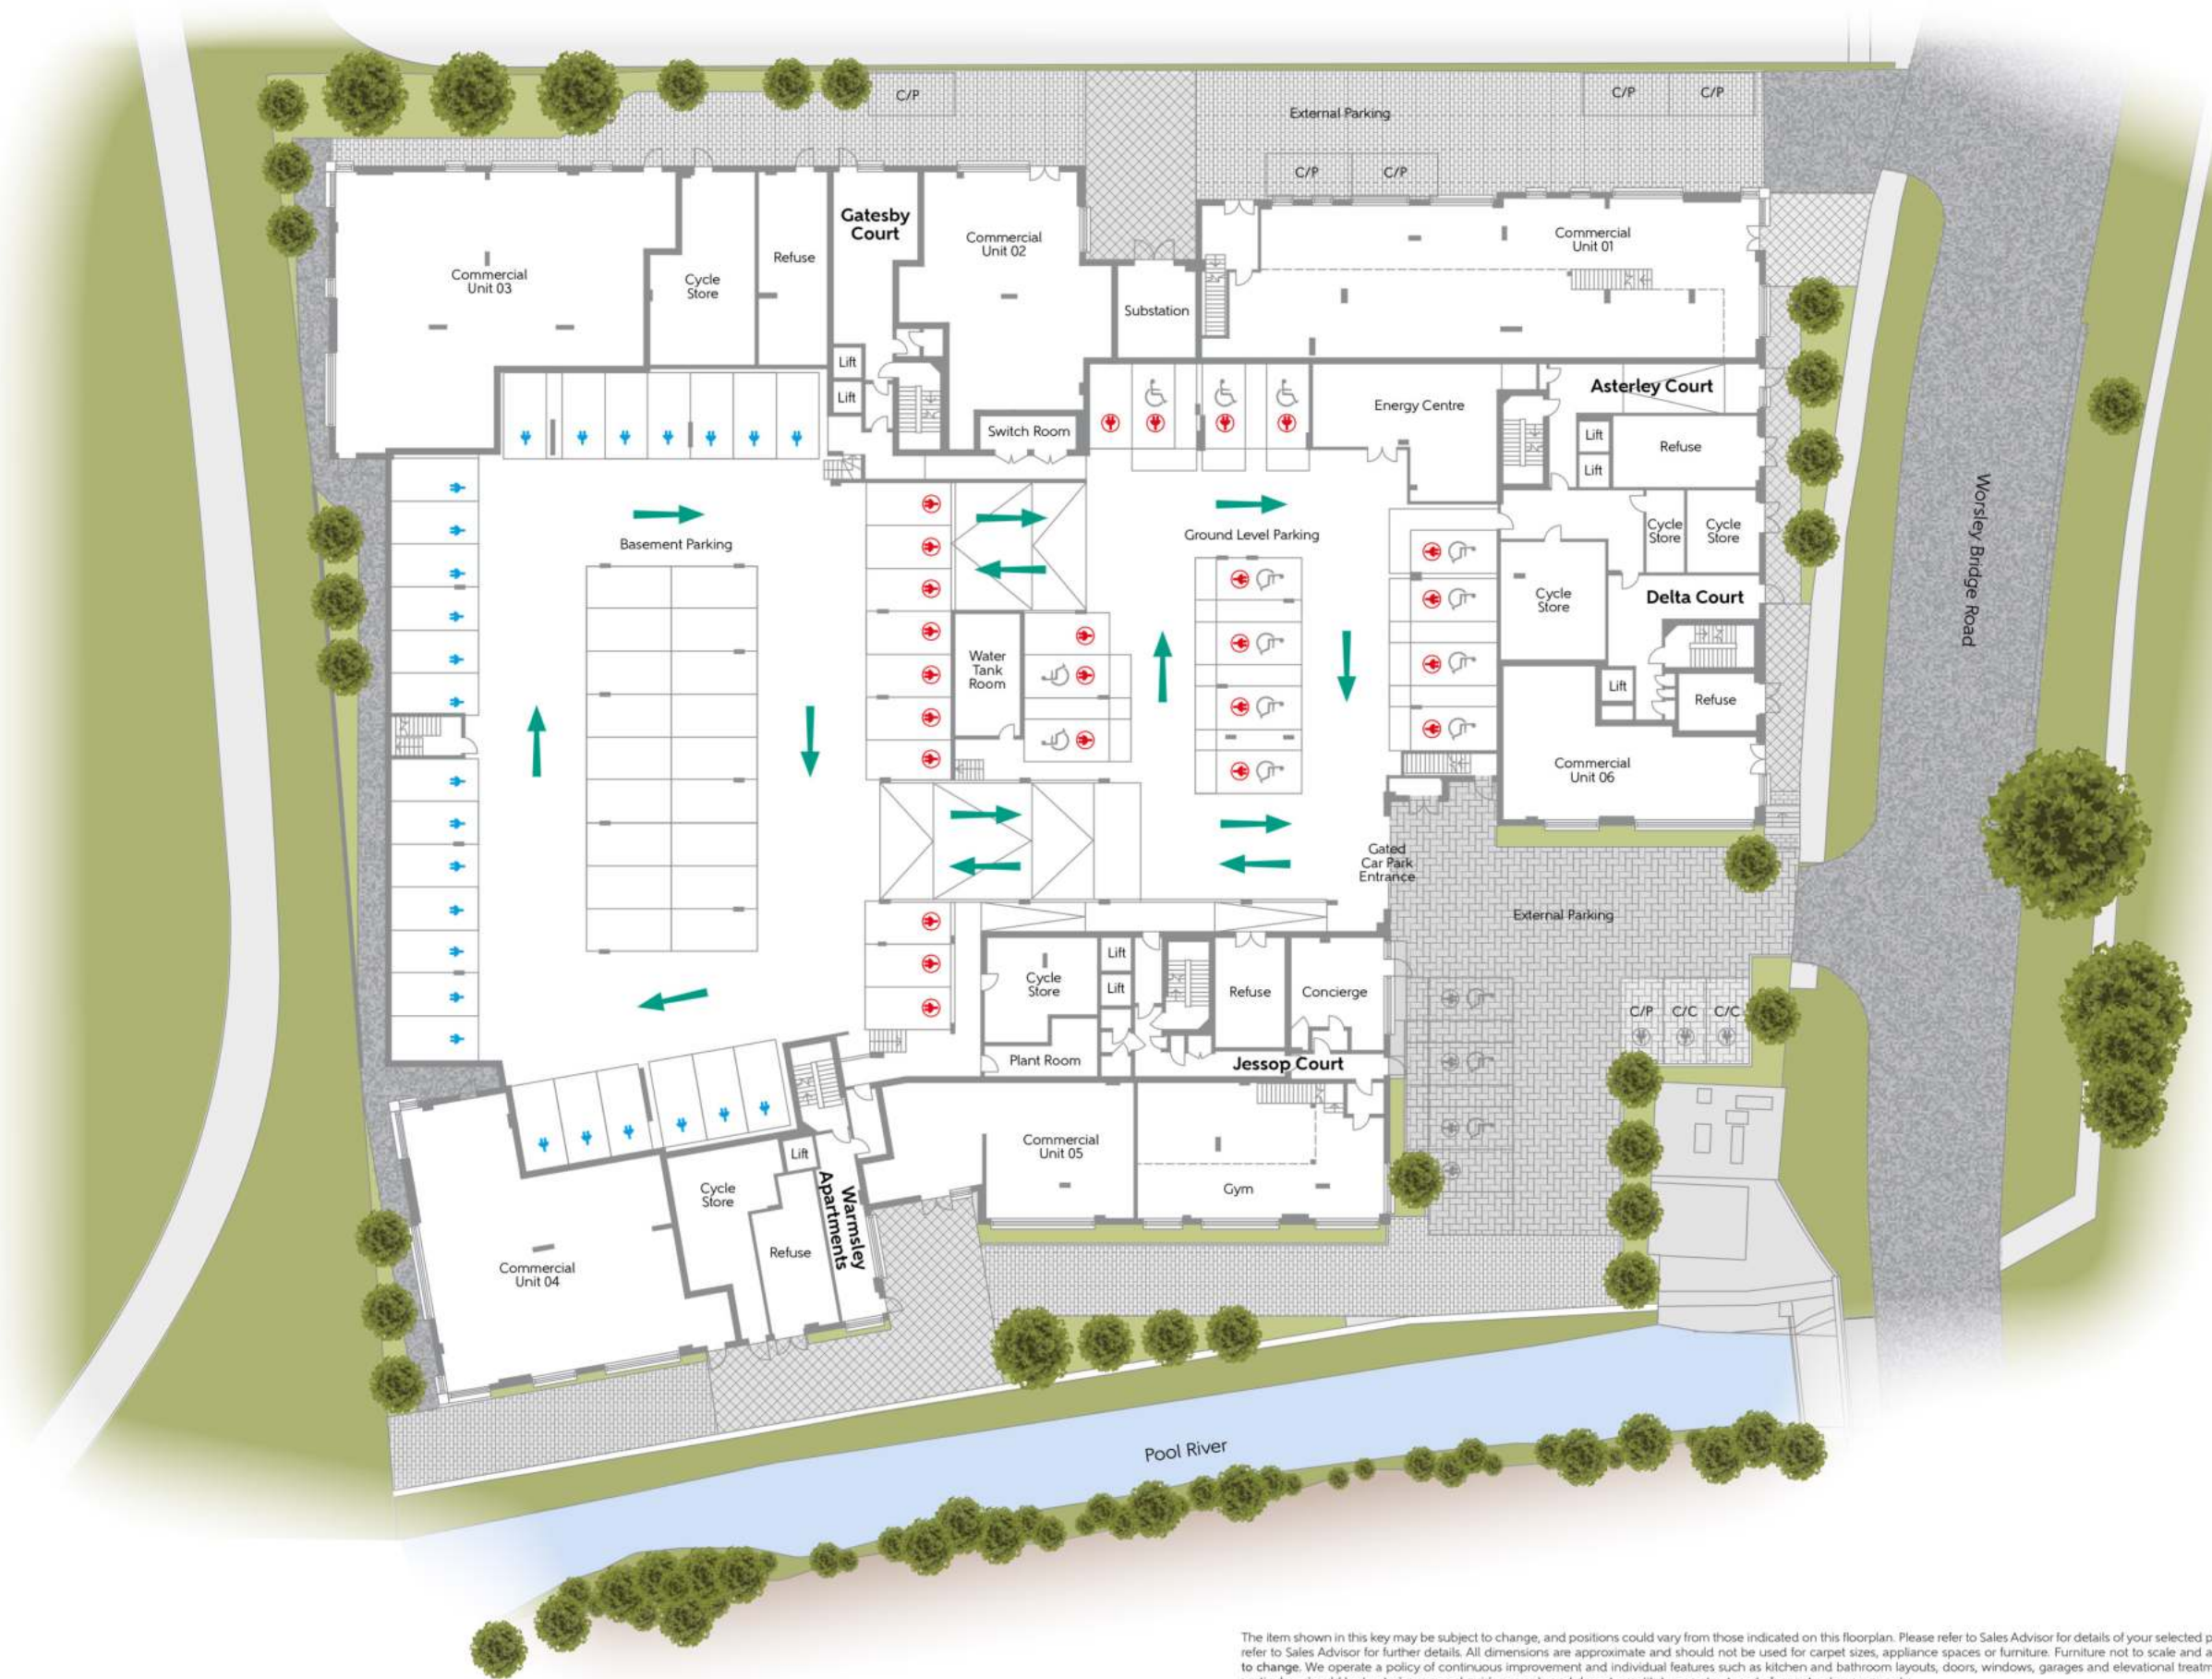 C/P
C/P
C/P
External Parking
C/P
C/P
Gatesby
Court
Commercial
Unit 02
Commercial
Unit 01
Refuse
Commercial
Unit 03
Cycle
Store
Substation
Lift
Lift
Asterley Court
Energy Centre
Switch Room
Lift
Refuse
Lift
Worsley Bridge Road
Cycle
Store
Cycle
Store
Basement Parking
Ground Level Parking
Cycle
Store
Delta Court
Water
Tank
Room
Lift
Refuse
Commercial
Unit 06
Gated
Car Park
Entrance
External Parking
Lift
Cycle
Store
Lift
Refuse
Concierge
C/P
C/C
C/C
Plant Room
Jessop Court
Commercial
Unit 05
Lift
Cycle
Store
Gym
Warmsley
Apartments
Refuse
Commercial
Unit 04
Pool River
The item shown in this key may be subject to change, and positions could vary from those indicated on this floorplan. Please refer to Sales Advisor for details of your selected p
refer to Sales Advisor for further details. All dimensions are approximate and should not be used for carpet sizes, appliance spaces or furniture. Furniture not to scale and a
to change. We operate a policy of continuous improvement and individual features such as kitchen and bathroom layouts, doors, windows, garages and elevational trea